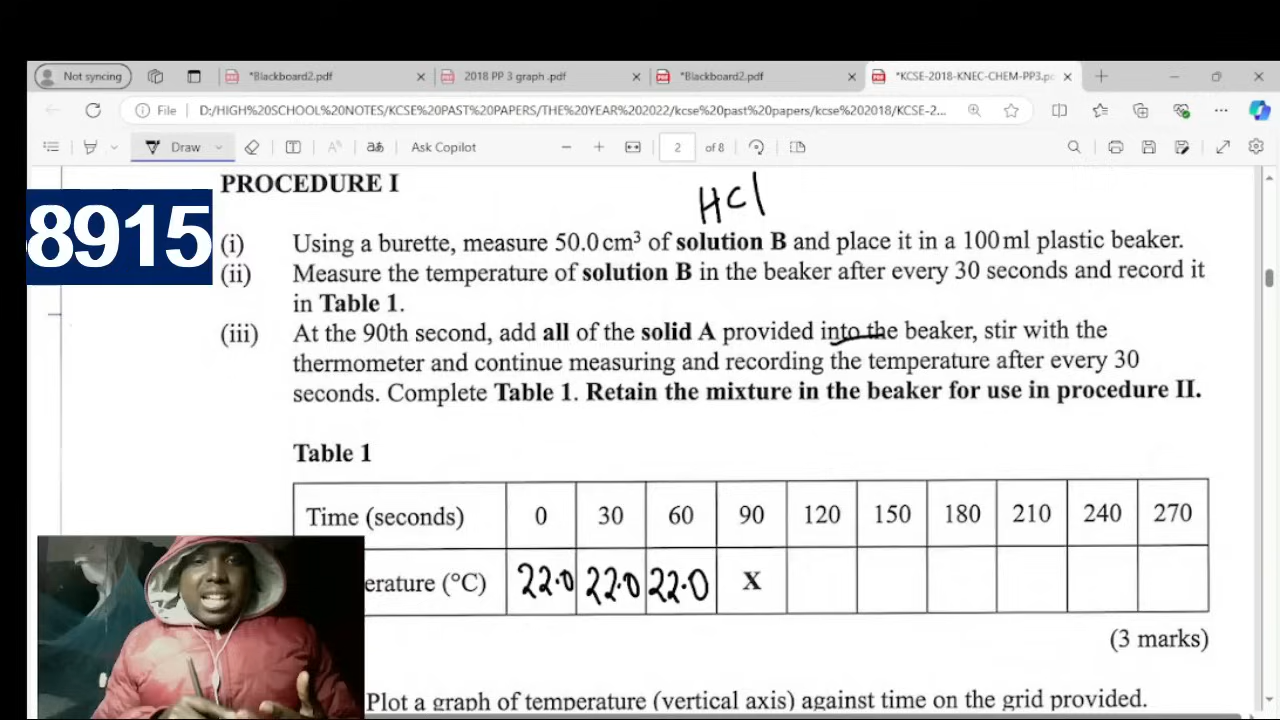 Not syncing
*Blackboard2.pdf
2018 PP 3 graph .pdf
*Blackboard2.pdf
*KCSE-2018-KNEC-CHEM-PP3.p
File
D:/HIGH%20SCHOOL%20NOTES/KCSE%20PAST%20PAPERS/THE%20YEAR%202022/kcse%20past%20papers/kcse%202018/KCSE-2...
Draw
Ask Copilot
2 of 8
PROCEDURE I
HCl
8915
(i) Using a burette, measure 50.0 cm³ of solution B and place it in a 100 ml plastic beaker.
(ii) Measure the temperature of solution B in the beaker after every 30 seconds and record it
in Table 1.
(iii) At the 90th second, add all of the solid A provided into the beaker, stir with the
thermometer and continue measuring and recording the temperature after every 30
seconds. Complete Table 1. Retain the mixture in the beaker for use in procedure II.
Table 1
Time (seconds) 0 30 60 90 120 150 180 210 240 270
erature (°C) 22.0 22.0 22.0 X
(3 marks)
Plot a graph of temperature (vertical axis) against time on the grid provided.